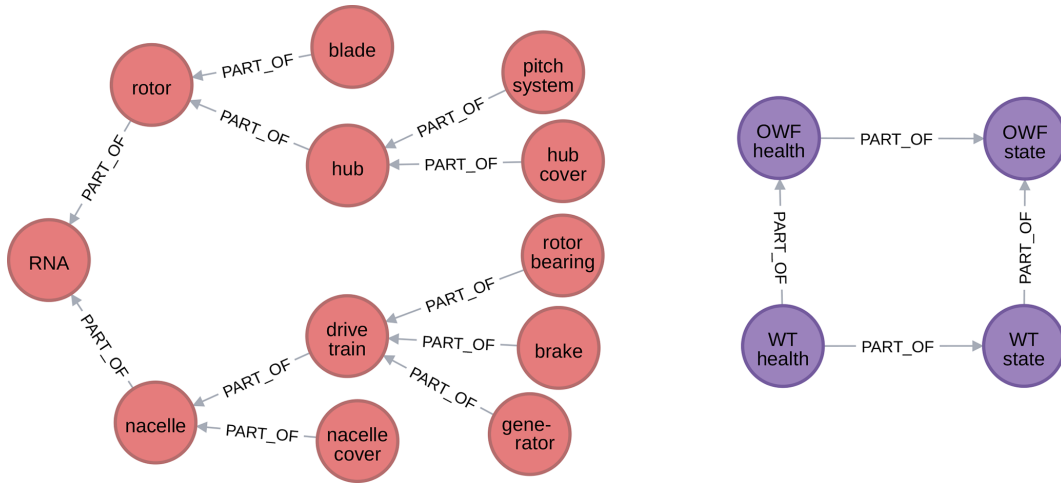 blade
PART_OF
rotor
pitch
system
PART_OF
PART_OF
hub
PART_OF
hub
cover
PART_OF
RNA
rotor
bearing
PART_OF
drive
train
PART_OF
brake
PART_OF
PART_OF
PART_OF
gene-
rator
nacelle
PART_OF
nacelle
cover
OWF
health
PART_OF
OWF
state
PART_OF
PART_OF
WT
health
PART_OF
WT
state